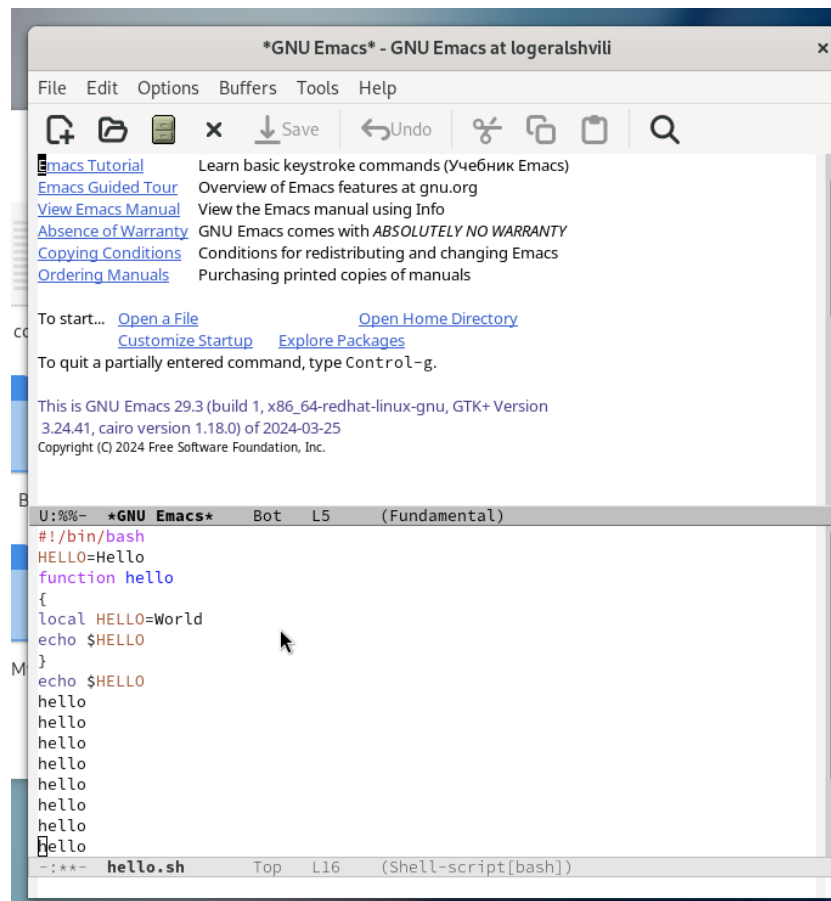 *GNU Emacs* - GNU Emacs at logeralshvili
File Edit Options Buffers Tools Help
Save Undo
Emacs Tutorial Learn basic keystroke commands (Учебник Emacs)
Emacs Guided Tour Overview of Emacs features at gnu.org
View Emacs Manual View the Emacs manual using Info
Absence of Warranty GNU Emacs comes with ABSOLUTELY NO WARRANTY
Copying Conditions Conditions for redistributing and changing Emacs
Ordering Manuals Purchasing printed copies of manuals
To start... Open a File Open Home Directory
Customize Startup Explore Packages
To quit a partially entered command, type Control-g.
This is GNU Emacs 29.3 (build 1, x86_64-redhat-linux-gnu, GTK+ Version
3.24.41, cairo version 1.18.0) of 2024-03-25
Copyright (C) 2024 Free Software Foundation, Inc.
U:%%- *GNU Emacs* Bot L5 (Fundamental)
#!/bin/bash
HELLO=Hello
function hello
{
local HELLO=World
echo $HELLO
}
echo $HELLO
hello
hello
hello
hello
hello
hello
hello
hello
-:**- hello.sh Top L16 (Shell-script[bash])